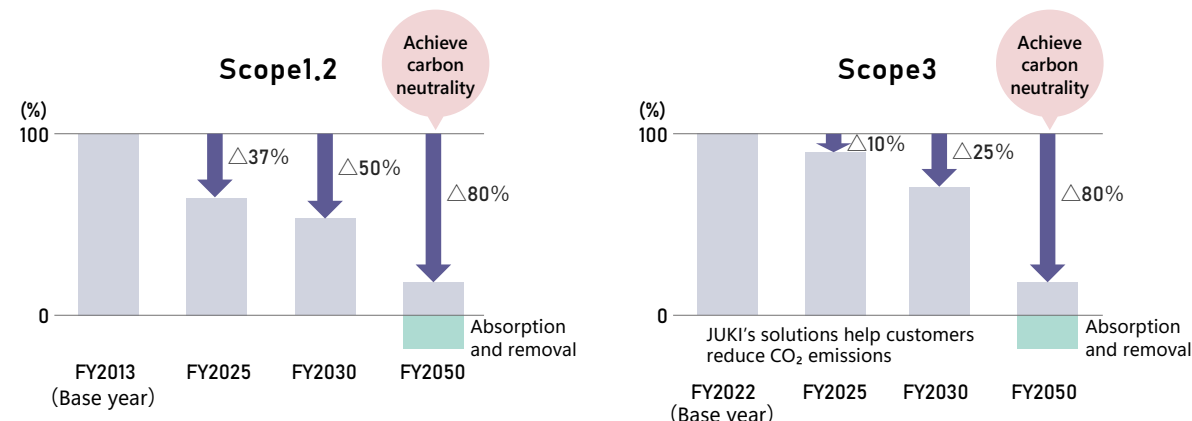 Scope1,2
Achieve
carbon
neutrality
(%)
100
△37%
△50%
△80%
0
Absorption
and removal
FY2013
(Base year)
FY2025
FY2030
FY2050
Scope3
Achieve
carbon
neutrality
(%)
100
△10%
△25%
△80%
0
JUKI's solutions help customers
reduce CO₂ emissions
Absorption
and removal
FY2022
(Base year)
FY2025
FY2030
FY2050